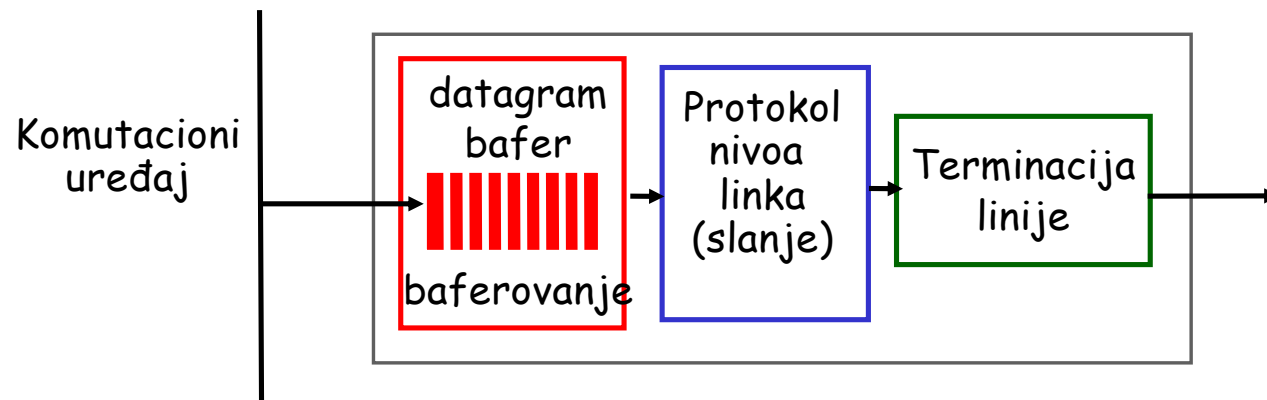 Komutacioni
uređaj
datagram
bafer
baferovanje
Protokol
nivoa
linka
(slanje)
Terminacija
linije